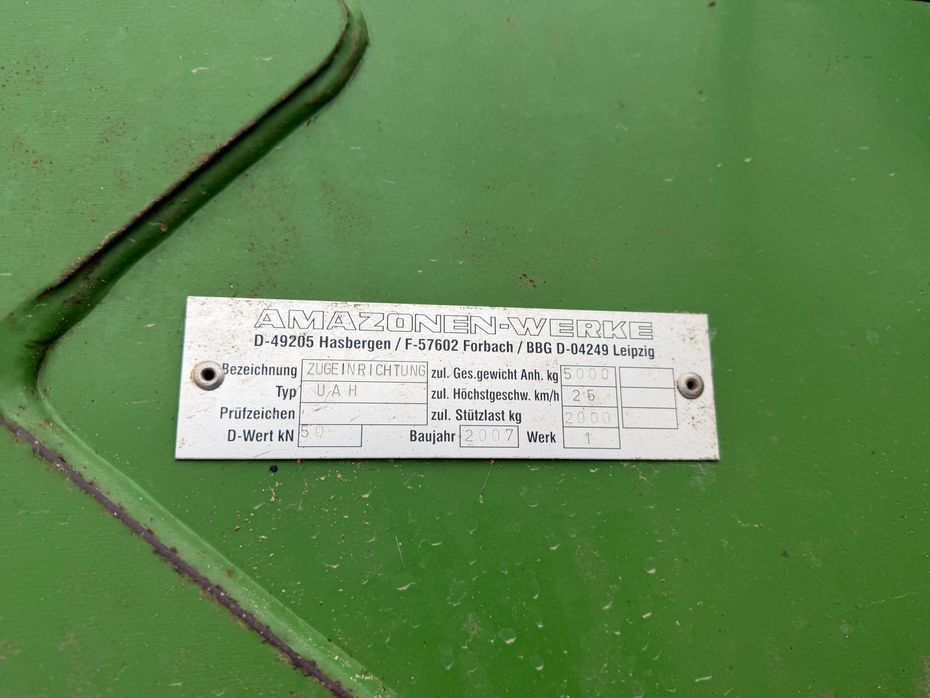 AMAZONEN-WERKE
D-49205 Hasbergen / F-57602 Forbach / BBG D-04249 Leipzig
Bezeichnung ZUGEINRICHTUNG zul. Ges.gewicht Anh. kg 5000
Typ UAH zul. Höchstgeschw. km/h 25
Prüfzeichen zul. Stützlast kg 2000
D-Wert kN 50 Baujahr 2007 Werk 1